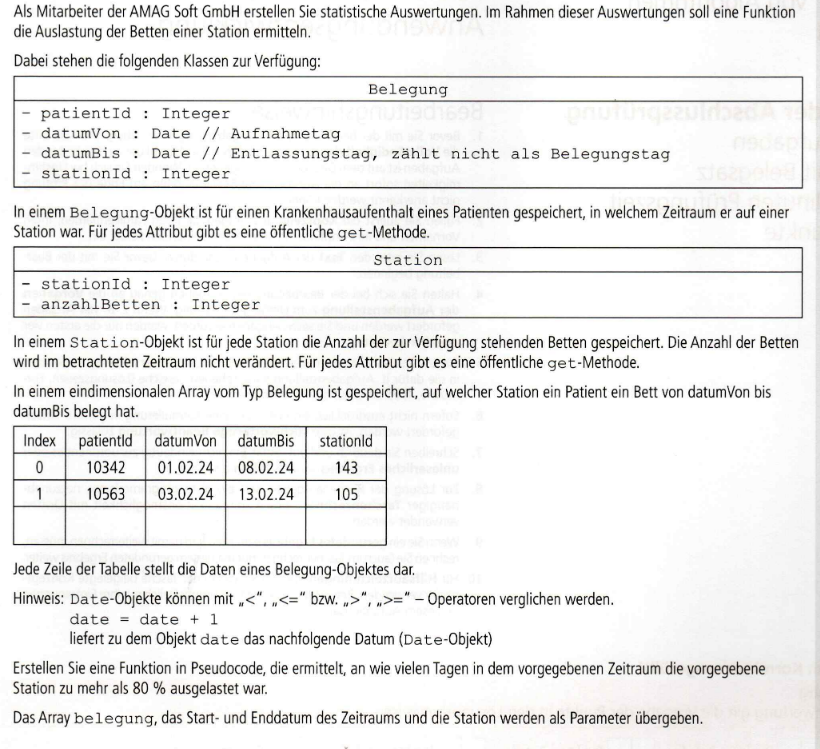 Als Mitarbeiter der AMAG Soft GmbH erstellen Sie statistische Auswertungen. Im Rahmen dieser Auswertungen soll eine Funktion
die Auslastung der Betten einer Station ermitteln.
Dabei stehen die folgenden Klassen zur Verfügung:
Belegung
- patientId : Integer
- datumVon : Date // Aufnahmetag
- datumBis : Date // Entlassungstag, zählt nicht als Belegungstag
- stationId : Integer
In einem Belegung-Objekt ist für einen Krankenhausaufenthalt eines Patienten gespeichert, in welchem Zeitraum er auf einer
Station war. Für jedes Attribut gibt es eine öffentliche get-Methode.
Station
- stationId : Integer
- anzahlBetten : Integer
In einem Station-Objekt ist für jede Station die Anzahl der zur Verfügung stehenden Betten gespeichert. Die Anzahl der Betten
wird im betrachteten Zeitraum nicht verändert. Für jedes Attribut gibt es eine öffentliche get-Methode.
In einem eindimensionalen Array vom Typ Belegung ist gespeichert, auf welcher Station ein Patient ein Bett von datumVon bis
datumBis belegt hat.
Index patientId datumVon datumBis stationId
0 10342 01.02.24 08.02.24 143
1 10563 03.02.24 13.02.24 105
Jede Zeile der Tabelle stellt die Daten eines Belegung-Objektes dar.
Hinweis: Date-Objekte können mit „<“, „<=“ bzw. „>“, „>=“ – Operatoren verglichen werden.
date = date + 1
liefert zu dem Objekt date das nachfolgende Datum (Date-Objekt)
Erstellen Sie eine Funktion in Pseudocode, die ermittelt, an wie vielen Tagen in dem vorgegebenen Zeitraum die vorgegebene
Station zu mehr als 80 % ausgelastet war.
Das Array belegung, das Start- und Enddatum des Zeitraums und die Station werden als Parameter übergeben.